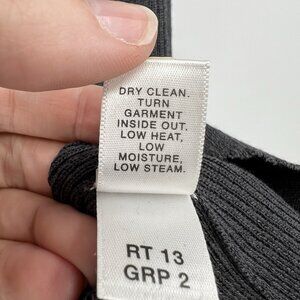 DRY CLEAN.
TURN
GARMENT
INSIDE OUT.
LOW HEAT,
LOW
MOISTURE,
LOW STEAM.
RT 13
GRP 2